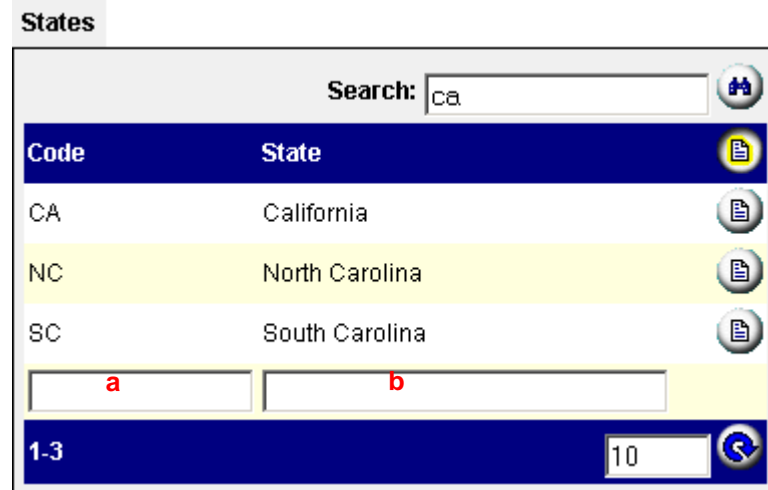 States
Search: ca
Code State
CA California
NC North Carolina
SC South Carolina
a b
1-3 10